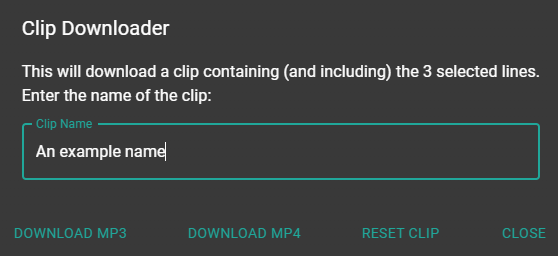 Clip Downloader
This will download a clip containing (and including) the 3 selected lines.
Enter the name of the clip:
Clip Name
An example name
DOWNLOAD MP3 DOWNLOAD MP4 RESET CLIP CLOSE